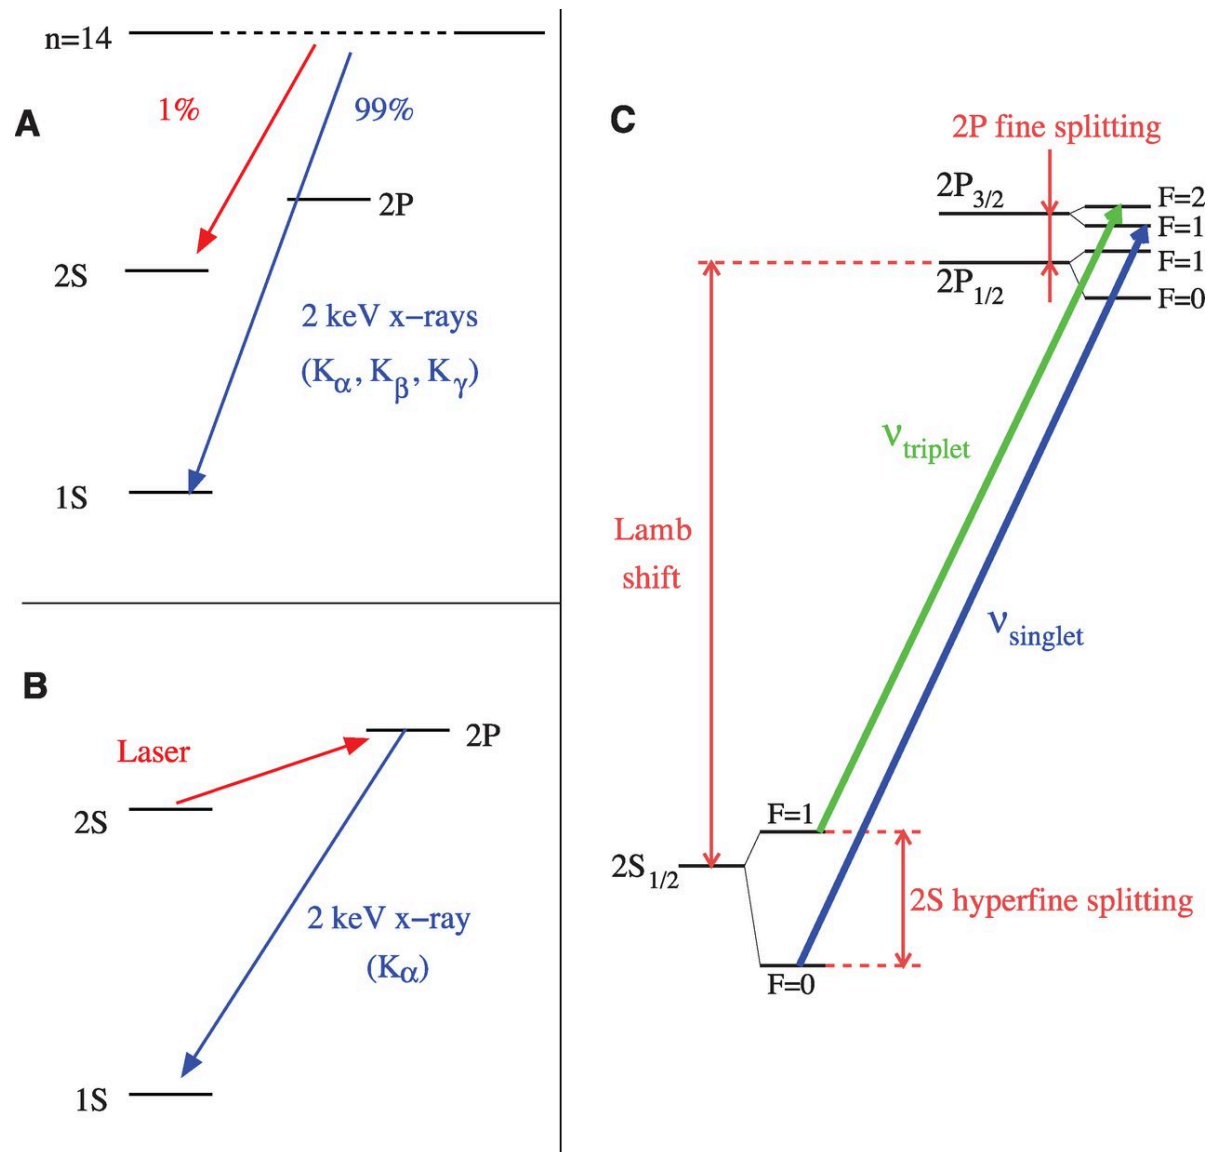 A
n=14
1%
99%
2P
2S
2 keV x−rays
(Kα, Kβ, Kγ)
1S
B
Laser
2P
2S
2 keV x−ray
(Kα)
1S
C
2P fine splitting
2P3/2
F=2
F=1
F=1
2P1/2
F=0
νtriplet
Lamb
shift
νsinglet
F=1
2S1/2
2S hyperfine splitting
F=0